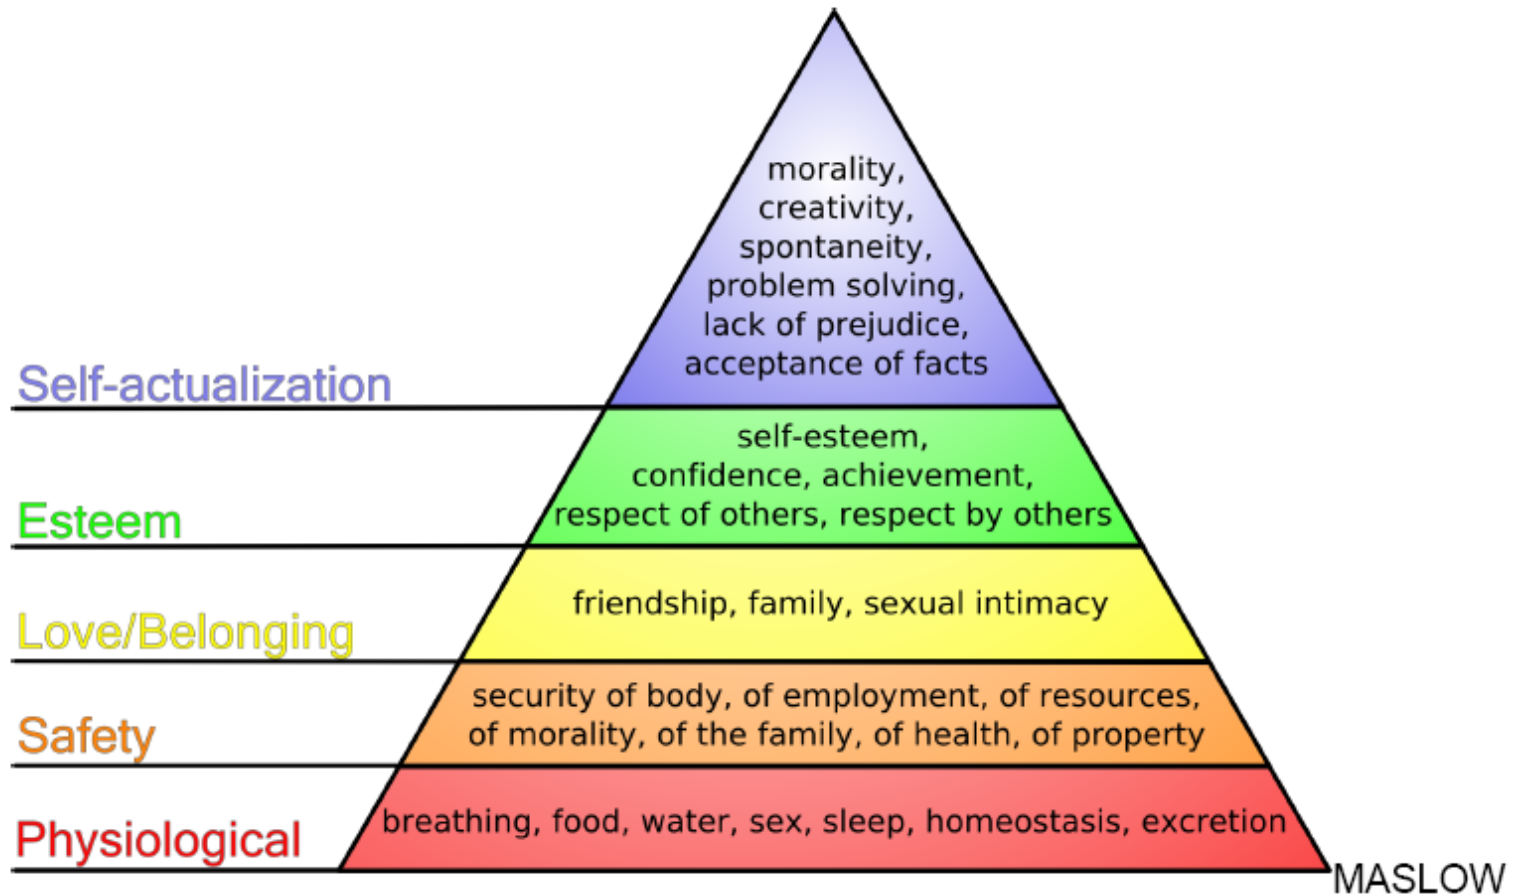 morality,
creativity,
spontaneity,
problem solving,
lack of prejudice,
acceptance of facts
Self-actualization
self-esteem,
confidence, achievement,
respect of others, respect by others
Esteem
friendship, family, sexual intimacy
Love/Belonging
security of body, of employment, of resources,
of morality, of the family, of health, of property
Safety
breathing, food, water, sex, sleep, homeostasis, excretion
Physiological
MASLOW